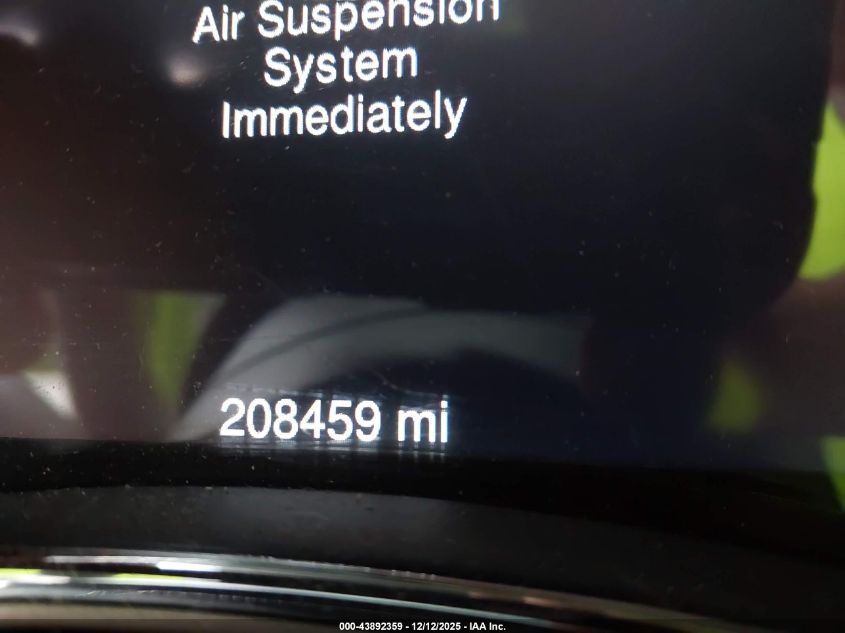 Air Suspension
System
Immediately
208459 mi
000-43892359 - 12/12/2025 - IAA Inc.